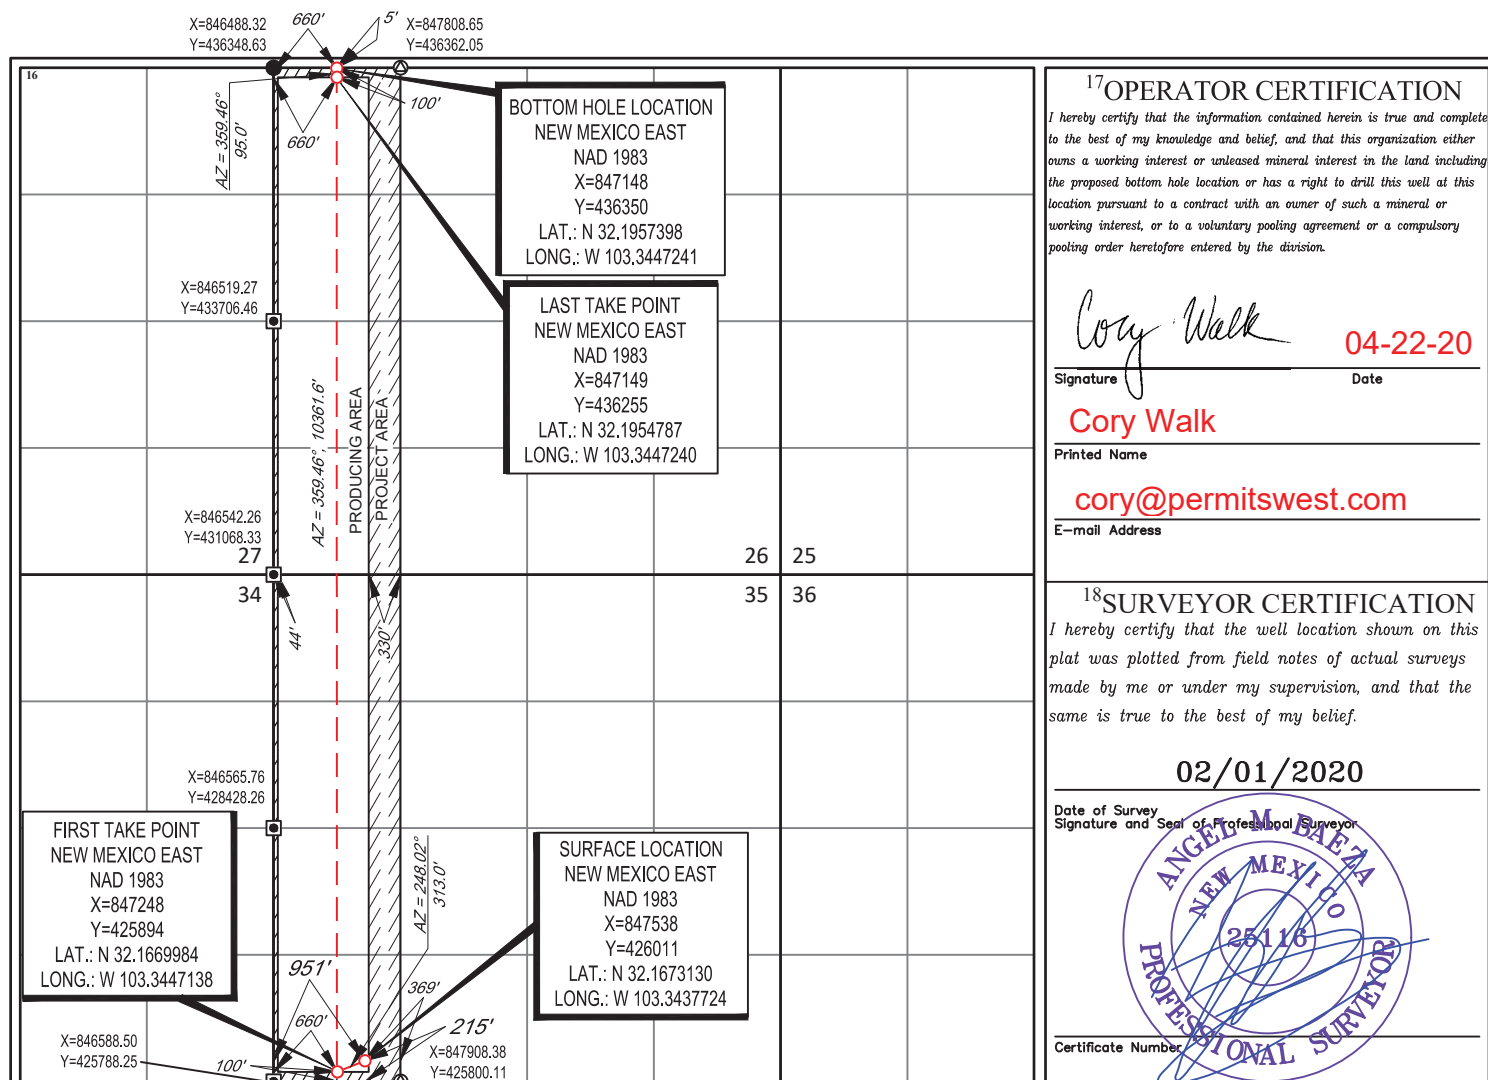 X=846488.32
Y=436348.63
660'
5'
X=847808.65
Y=436362.05
16
AZ = 359.46°
95.0'
660'
100'
BOTTOM HOLE LOCATION
NEW MEXICO EAST
NAD 1983
X=847148
Y=436350
LAT.: N 32.1957398
LONG.: W 103.3447241
X=846519.27
Y=433706.46
LAST TAKE POINT
NEW MEXICO EAST
NAD 1983
X=847149
Y=436255
LAT.: N 32.1954787
LONG.: W 103.3447240
AZ = 359.46°, 10361.6'
PRODUCING AREA
PROJECT AREA
X=846542.26
Y=431068.33
27
26
25
34
35
36
44'
330'
X=846565.76
Y=428428.26
FIRST TAKE POINT
NEW MEXICO EAST
NAD 1983
X=847248
Y=425894
LAT.: N 32.1669984
LONG.: W 103.3447138
AZ = 248.02°
313.0'
SURFACE LOCATION
NEW MEXICO EAST
NAD 1983
X=847538
Y=426011
LAT.: N 32.1673130
LONG.: W 103.3437724
951'
369'
660'
215'
X=846588.50
Y=425788.25
100'
X=847908.38
Y=425800.11
17OPERATOR CERTIFICATION
I hereby certify that the information contained herein is true and complete
to the best of my knowledge and belief, and that this organization either
owns a working interest or unleased mineral interest in the land including
the proposed bottom hole location or has a right to drill this well at this
location pursuant to a contract with an owner of such a mineral or
working interest, or to a voluntary pooling agreement or a compulsory
pooling order heretofore entered by the division.
Cory Walk
04-22-20
Signature
Date
Cory Walk
Printed Name
cory@permitswest.com
E-mail Address
18SURVEYOR CERTIFICATION
I hereby certify that the well location shown on this
plat was plotted from field notes of actual surveys
made by me or under my supervision, and that the
same is true to the best of my belief.
02/01/2020
Date of Survey
Signature and Seal of Professional Surveyor
ANGEL M. BAEZA
NEW MEXICO
25116
PROFESSIONAL SURVEYOR
Certificate Number